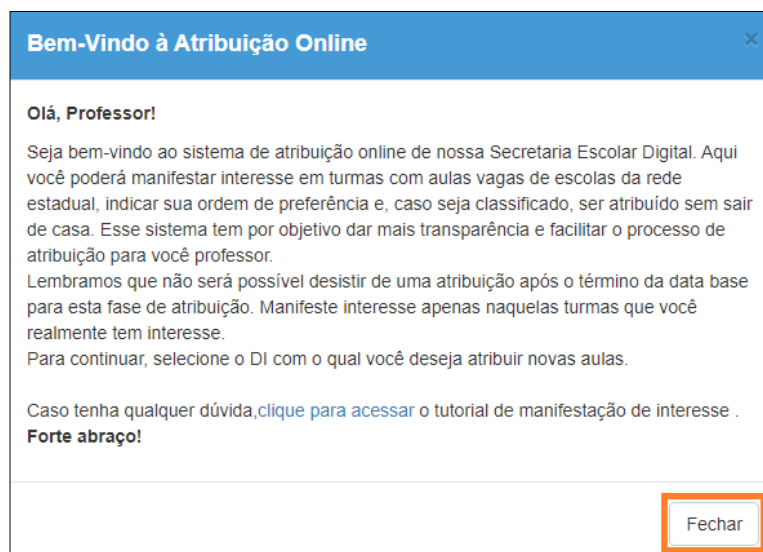 Bem-Vindo à Atribuição Online
×
Olá, Professor!
Seja bem-vindo ao sistema de atribuição online de nossa Secretaria Escolar Digital. Aqui
você poderá manifestar interesse em turmas com aulas vagas de escolas da rede
estadual, indicar sua ordem de preferência e, caso seja classificado, ser atribuído sem sair
de casa. Esse sistema tem por objetivo dar mais transparência e facilitar o processo de
atribuição para você professor.
Lembramos que não será possível desistir de uma atribuição após o término da data base
para esta fase de atribuição. Manifeste interesse apenas naquelas turmas que você
realmente tem interesse.
Para continuar, selecione o DI com o qual você deseja atribuir novas aulas.
Caso tenha qualquer dúvida,clique para acessar o tutorial de manifestação de interesse .
Forte abraço!
Fechar